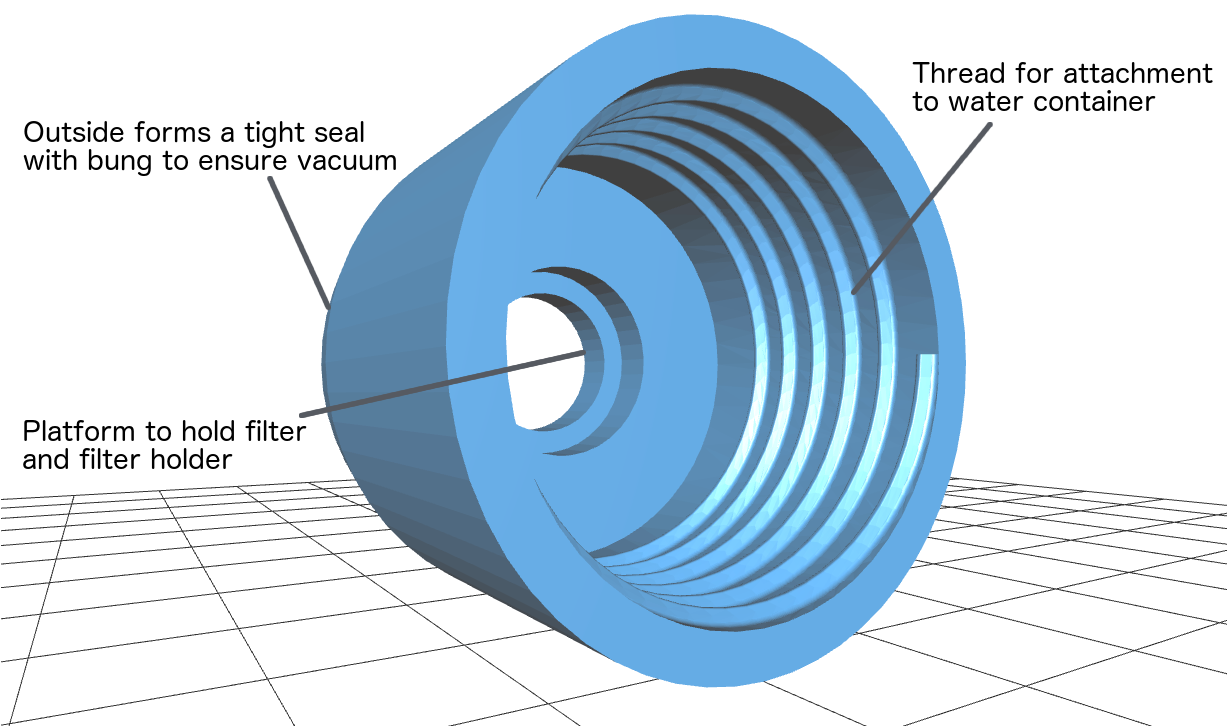 Thread for attachment
to water container
Outside forms a tight seal
with bung to ensure vacuum
Platform to hold filter
and filter holder